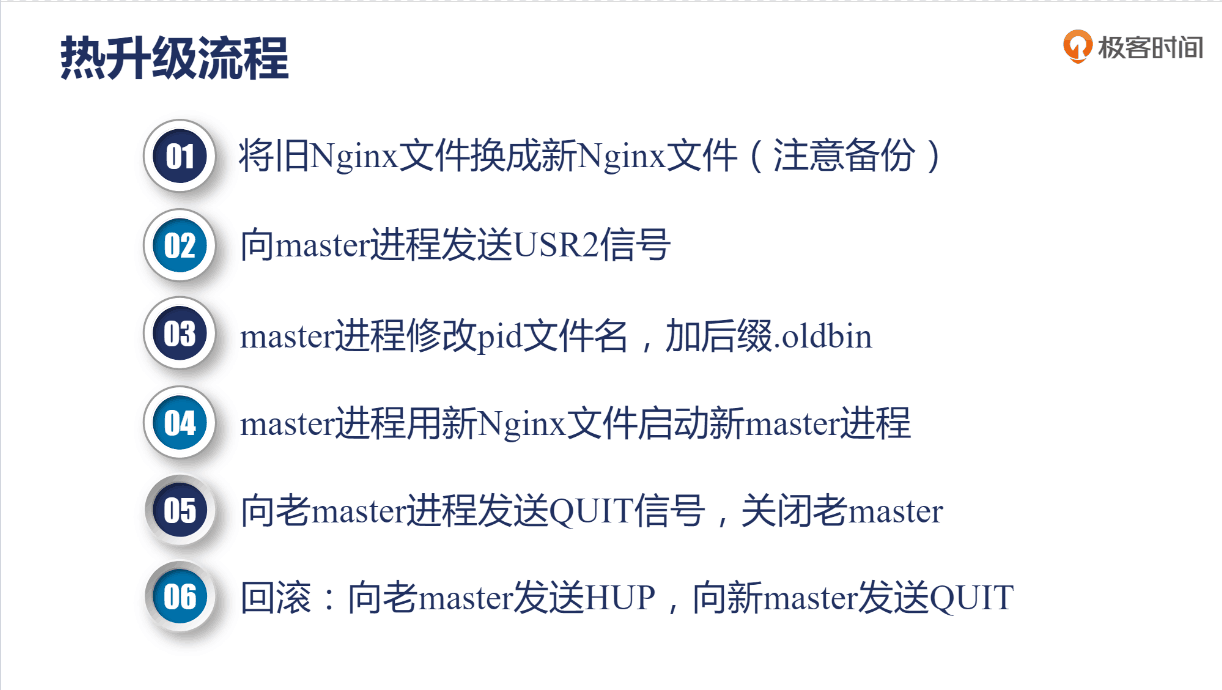 热升级流程
极客时间
01 将旧Nginx文件换成新Nginx文件（注意备份）
02 向master进程发送USR2信号
03 master进程修改pid文件名，加后缀.oldbin
04 master进程用新Nginx文件启动新master进程
05 向老master进程发送QUIT信号，关闭老master
06 回滚：向老master发送HUP，向新master发送QUIT